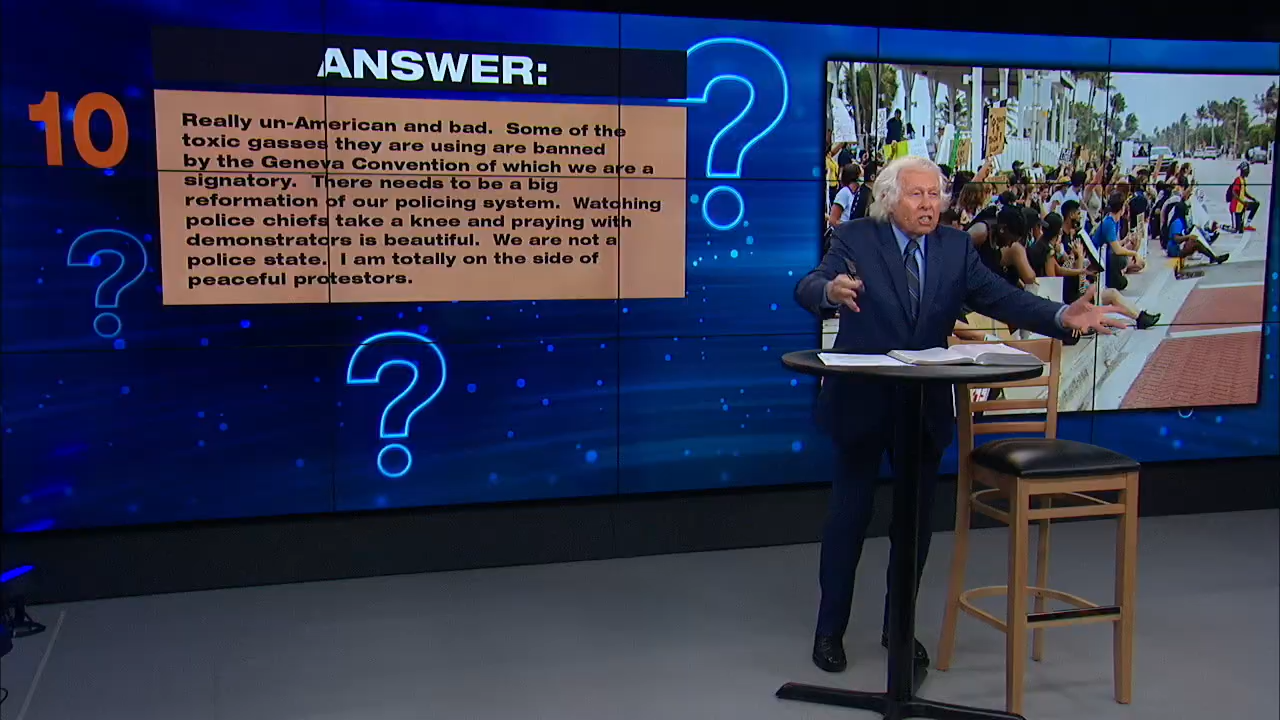 ANSWER:
10
Really un-American and bad. Some of the
toxic gasses they are using are banned
by the Geneva Convention of which we are a
signatory. There needs to be a big
reformation of our policing system. Watching
police chiefs take a knee and praying with
demonstrators is beautiful. We are not a
police state. I am totally on the side of
peaceful protestors.